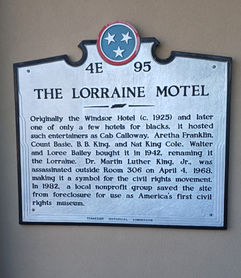 4E 95
THE LORRAINE MOTEL
Originally the Windsor Hotel (c. 1925) and later
one of only a few hotels for blacks, it hosted
such entertainers as Cab Calloway, Aretha Franklin,
Count Basie, B. B. King, and Nat King Cole. Walter
and Loree Bailey bought it in 1942, renaming it
the Lorraine. Dr. Martin Luther King, Jr., was
assassinated outside Room 306 on April 4, 1968,
making it a symbol for the civil rights movement.
In 1982, a local nonprofit group saved the site
from foreclosure for use as America's first civil
rights museum.
TENNESSEE HISTORICAL COMMISSION